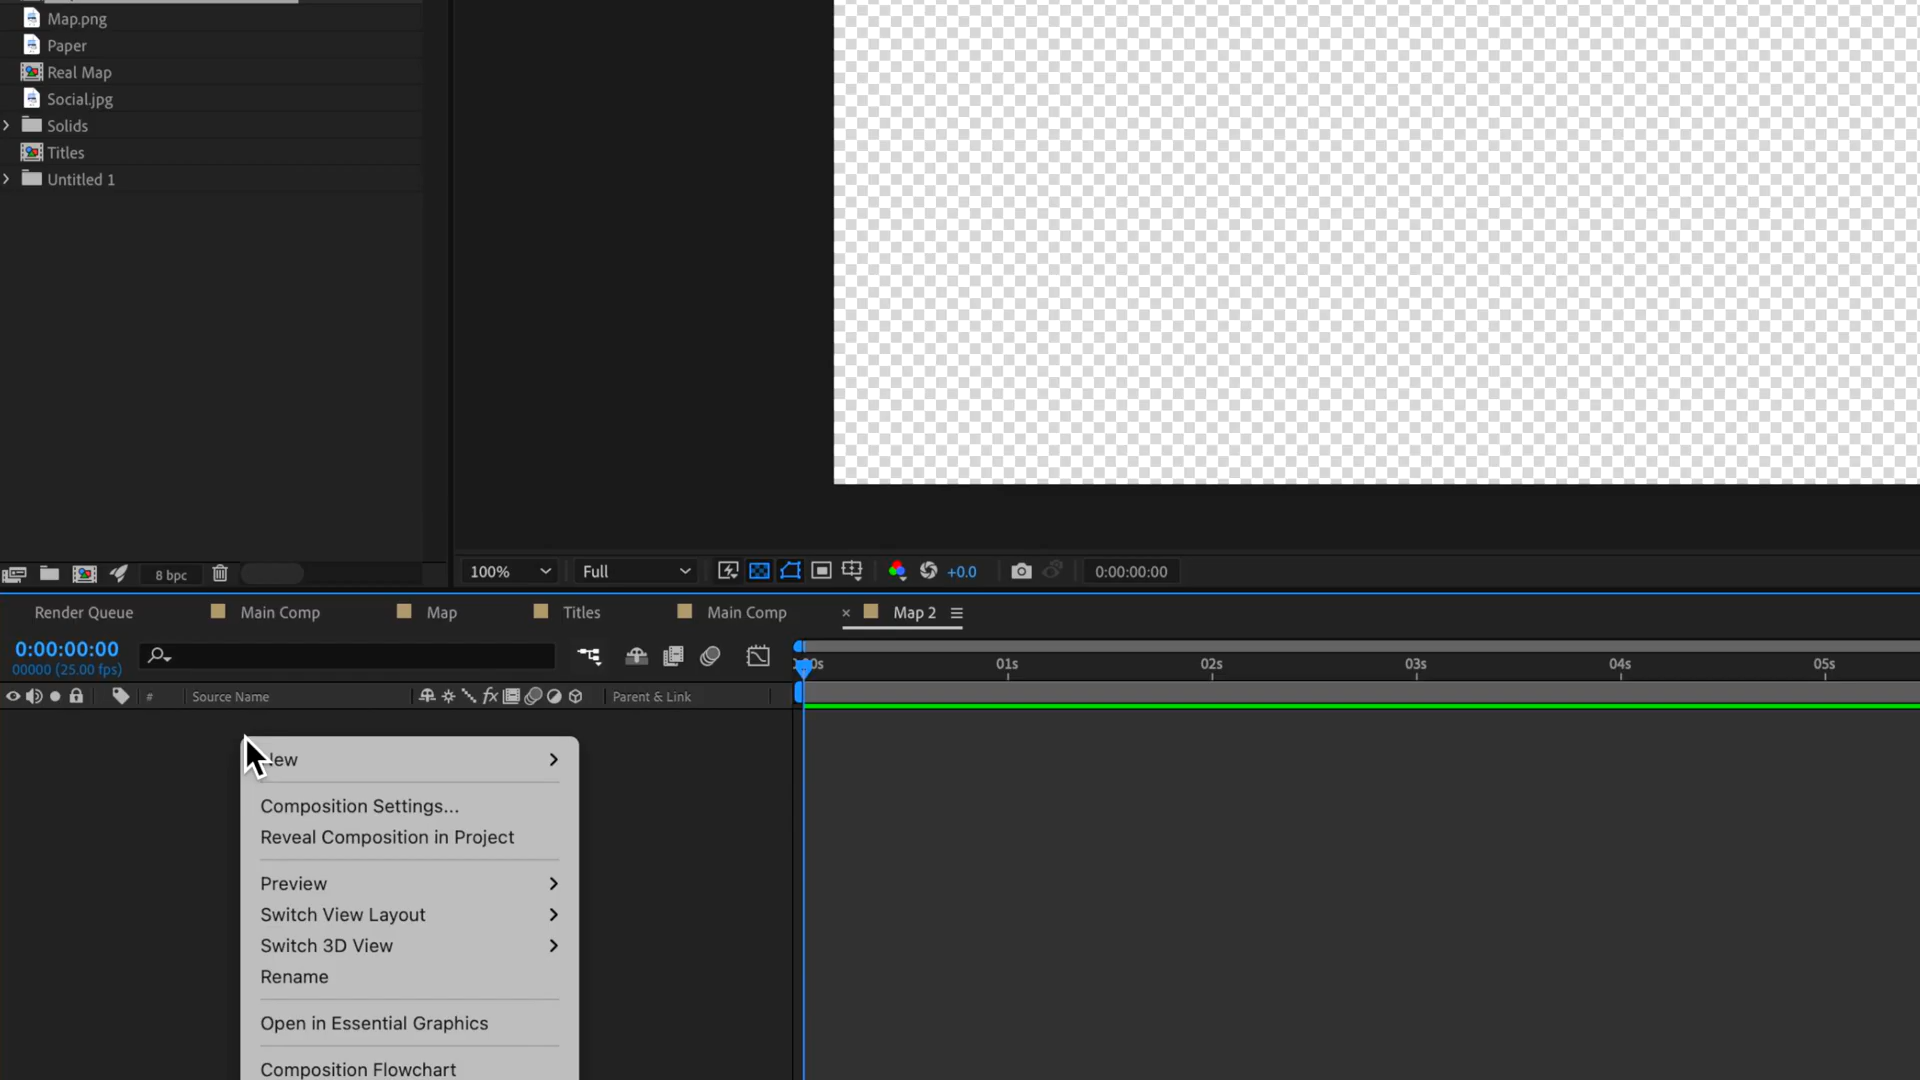 Map.png
Paper
Real Map
Social.jpg
Solids
Titles
Untitled 1
8 bpc
100%
Full
+0.0
0:00:00:00
Render Queue
Main Comp
Map
Titles
Main Comp
× Map 2
0:00:00:00
00000 (25.00 fps)
01s
02s
03s
04s
05s
# Source Name
fx
Parent & Link
Composition Settings...
Reveal Composition in Project
Preview
Switch View Layout
Switch 3D View
Rename
Open in Essential Graphics
Composition Flowchart